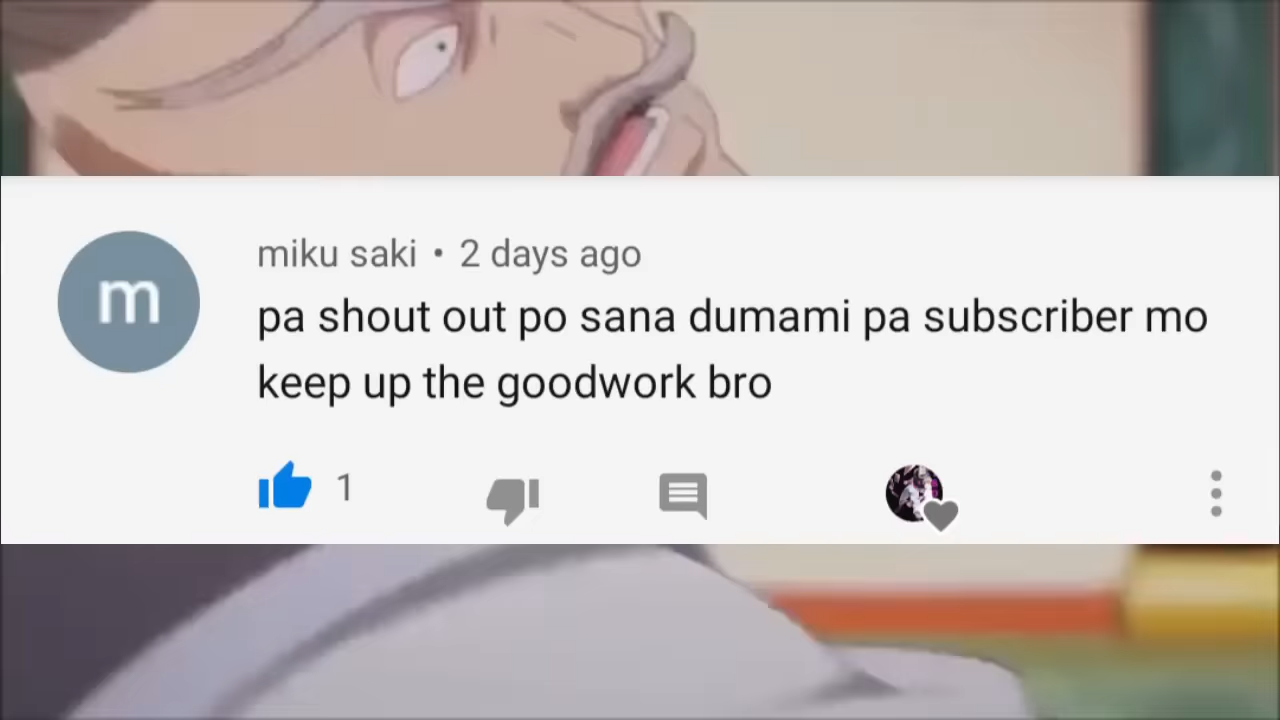 m
miku saki • 2 days ago
pa shout out po sana dumami pa subscriber mo
keep up the goodwork bro
1